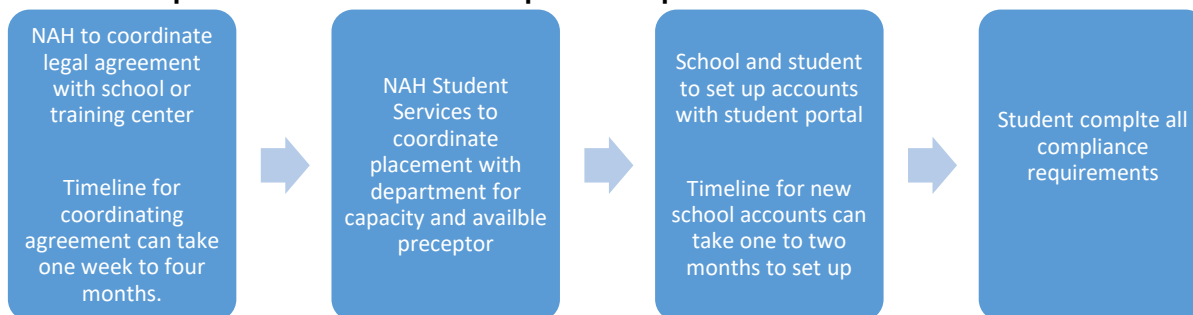 NAH to coordinate
legal agreement
with school or
training center
Timeline for
coordinating
agreement can take
one week to four
months.
NAH Student
Services to
coordinate
placement with
department for
capacity and availble
preceptor
School and student
to set up accounts
with student portal
Timeline for new
school accounts can
take one to two
months to set up
Student complte all
compliance
requirements